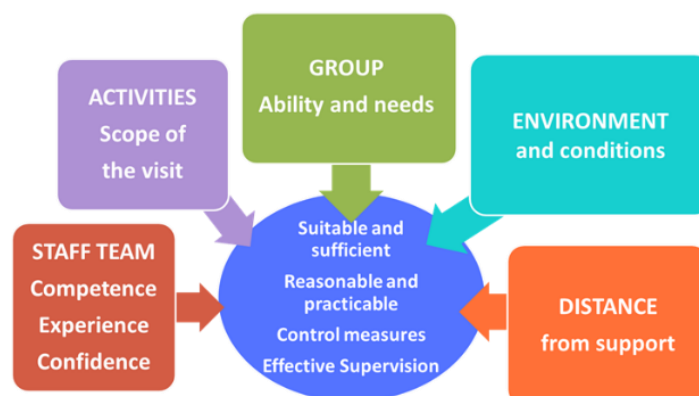 GROUP
Ability and needs
ACTIVITIES
Scope of
the visit
ENVIRONMENT
and conditions
STAFF TEAM
Competence
Experience
Confidence
Suitable and
sufficient
Reasonable and
practicable
Control measures
Effective Supervision
DISTANCE
from support